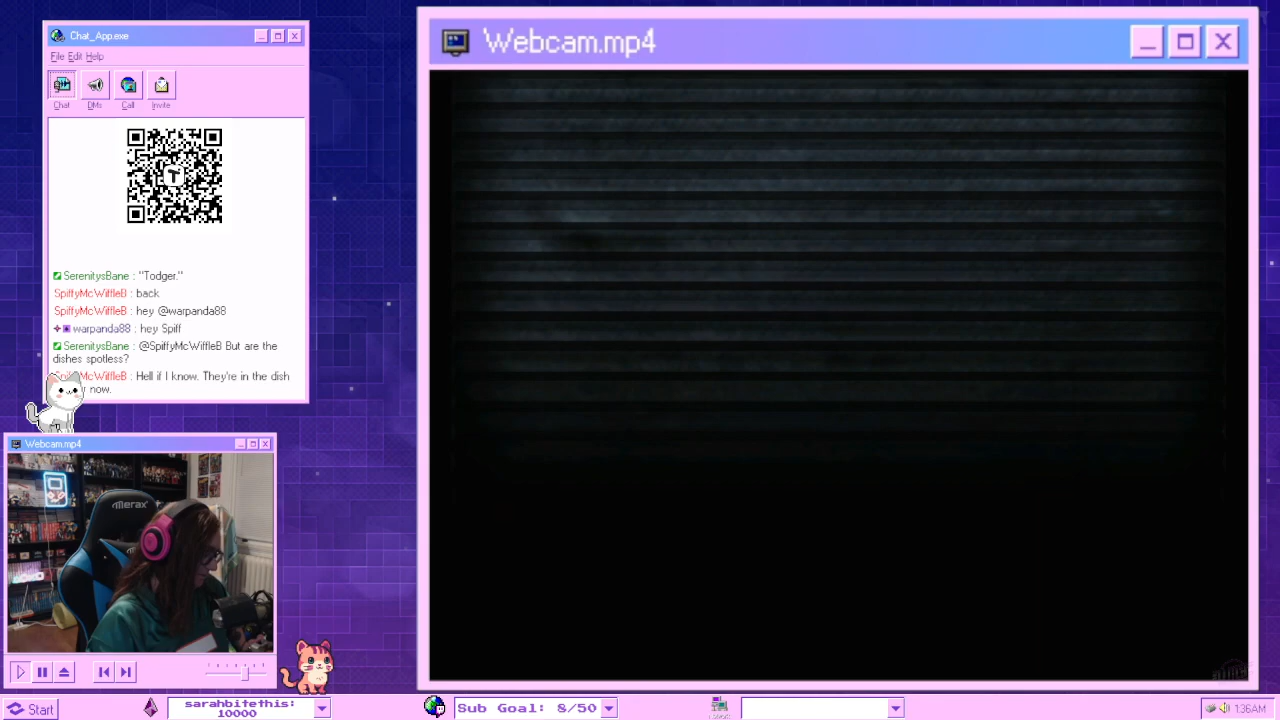 Chat_App.exe
File Edit Help
Chat DMs Call Invite
T
SerenitysBane : "Todger."
SpiffyMcWiffleB : back
SpiffyMcWiffleB : hey @warpanda88
warpanda88 : hey Spiff
SerenitysBane : @SpiffyMcWiffleB But are the
dishes spotless?
SpiffyMcWiffleB : Hell if I know. They're in the dish
now.
Webcam.mp4
merax
Webcam.mp4
Start
sarahbitethis:
10000
Sub Goal: 8/50
1:36AM